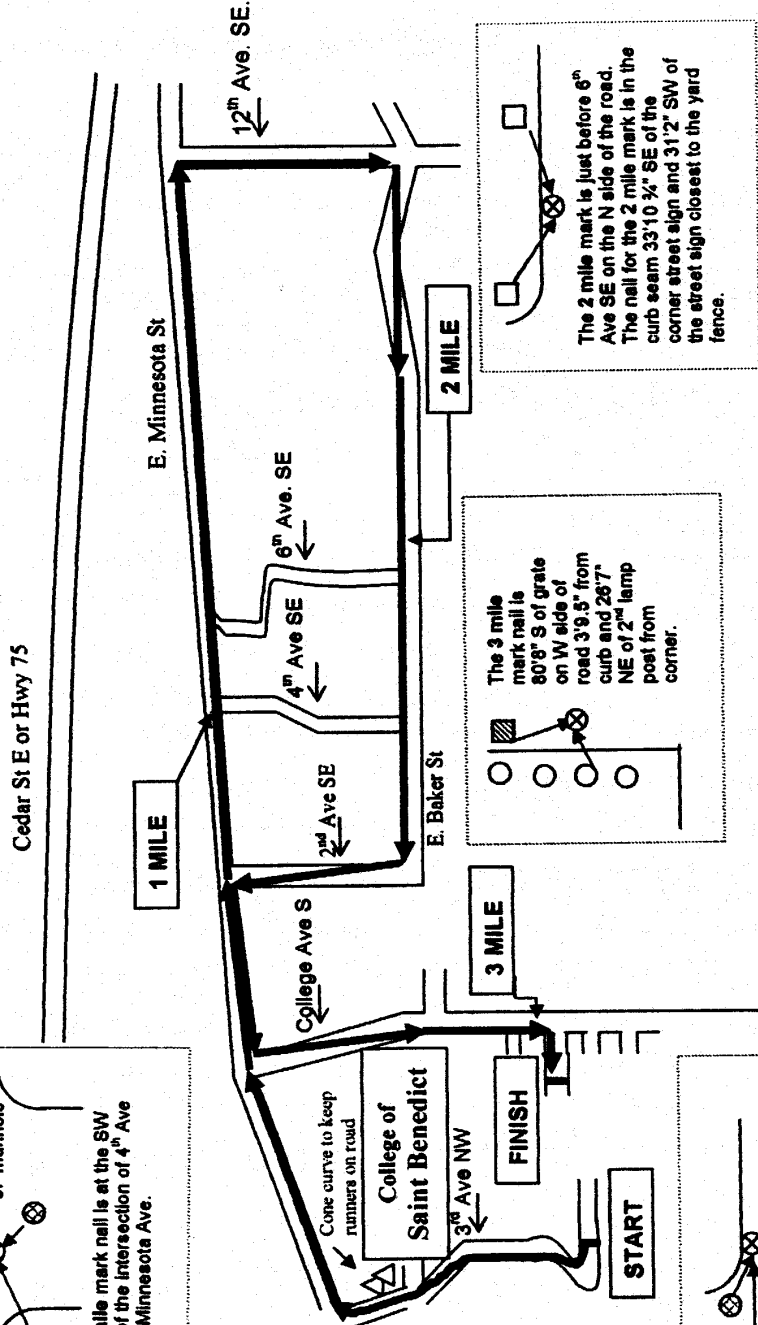 Cedar St E or Hwy 75
12th Ave. SE.
E. Minnesota St
1 MILE
6th Ave. SE
4th Ave SE
2nd Ave SE
E. Baker St
2 MILE
College Ave S
3 MILE
Cone curve to keep
runners on road
College of
Saint Benedict
3rd Ave NW
FINISH
START
The 2 mile mark is just before 6th
Ave SE on the N side of the road.
The nail for the 2 mile mark is in the
curb seam 33'10 ¾" SE of the
corner street sign and 31'2" SW of
the street sign closest to the yard
fence.
The 3 mile
mark nail is
80'8" S of grate
on W side of
road 3'9.5" from
curb and 26'7"
NE of 2nd lamp
post from
corner.
mark nail is at the SW
of the intersection of 4th Ave
Minnesota Ave.